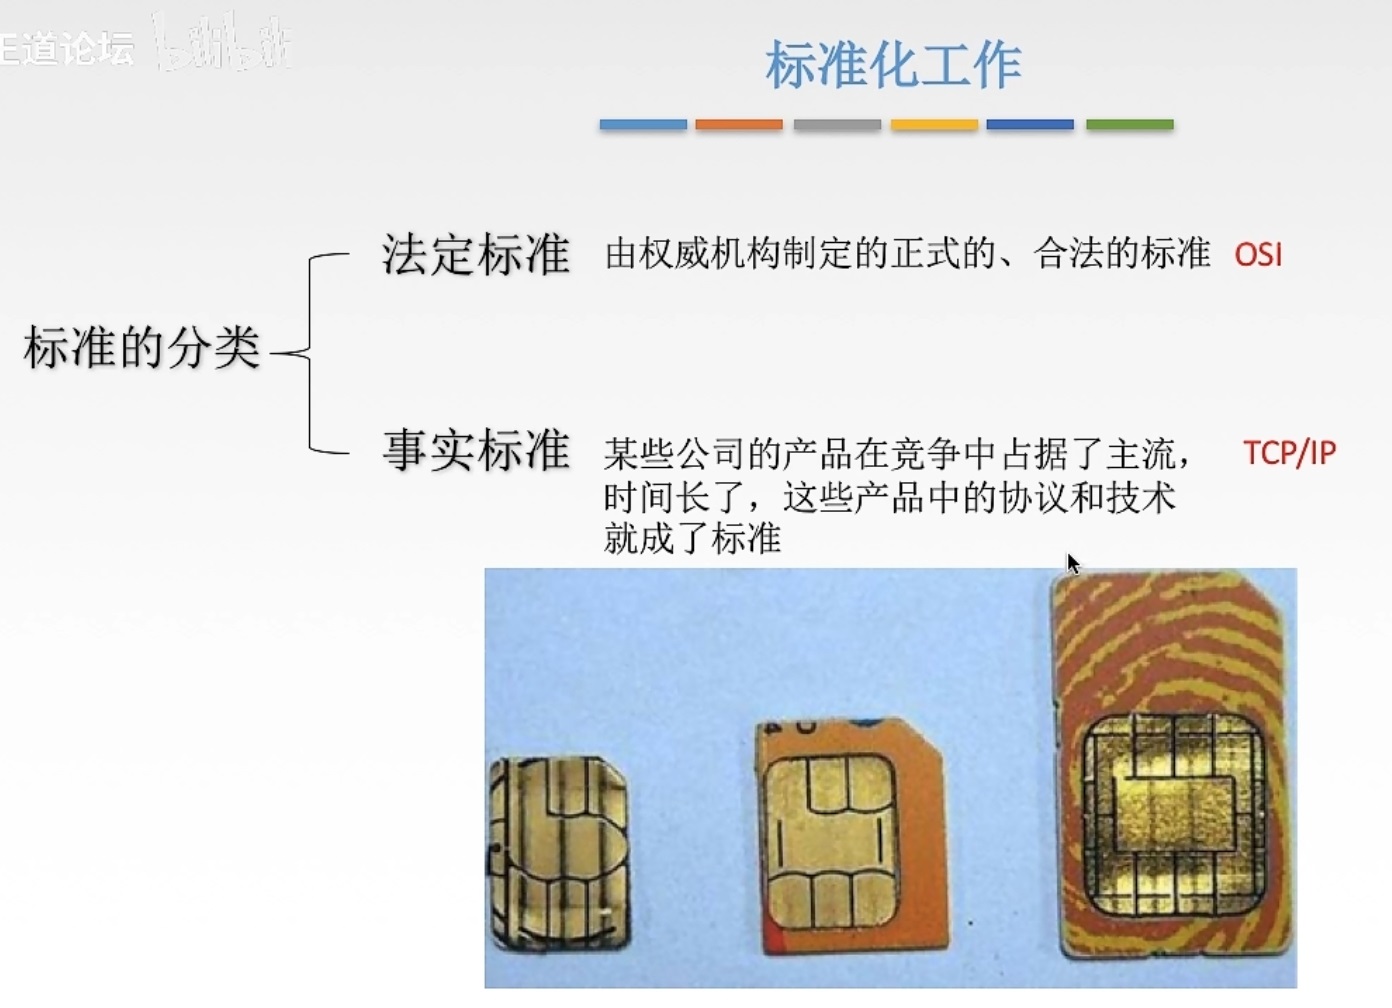 王道论坛 bilibili
标准化工作
标准的分类
法定标准 由权威机构制定的正式的、合法的标准 OSI
事实标准 某些公司的产品在竞争中占据了主流， TCP/IP
时间长了，这些产品中的协议和技术
就成了标准